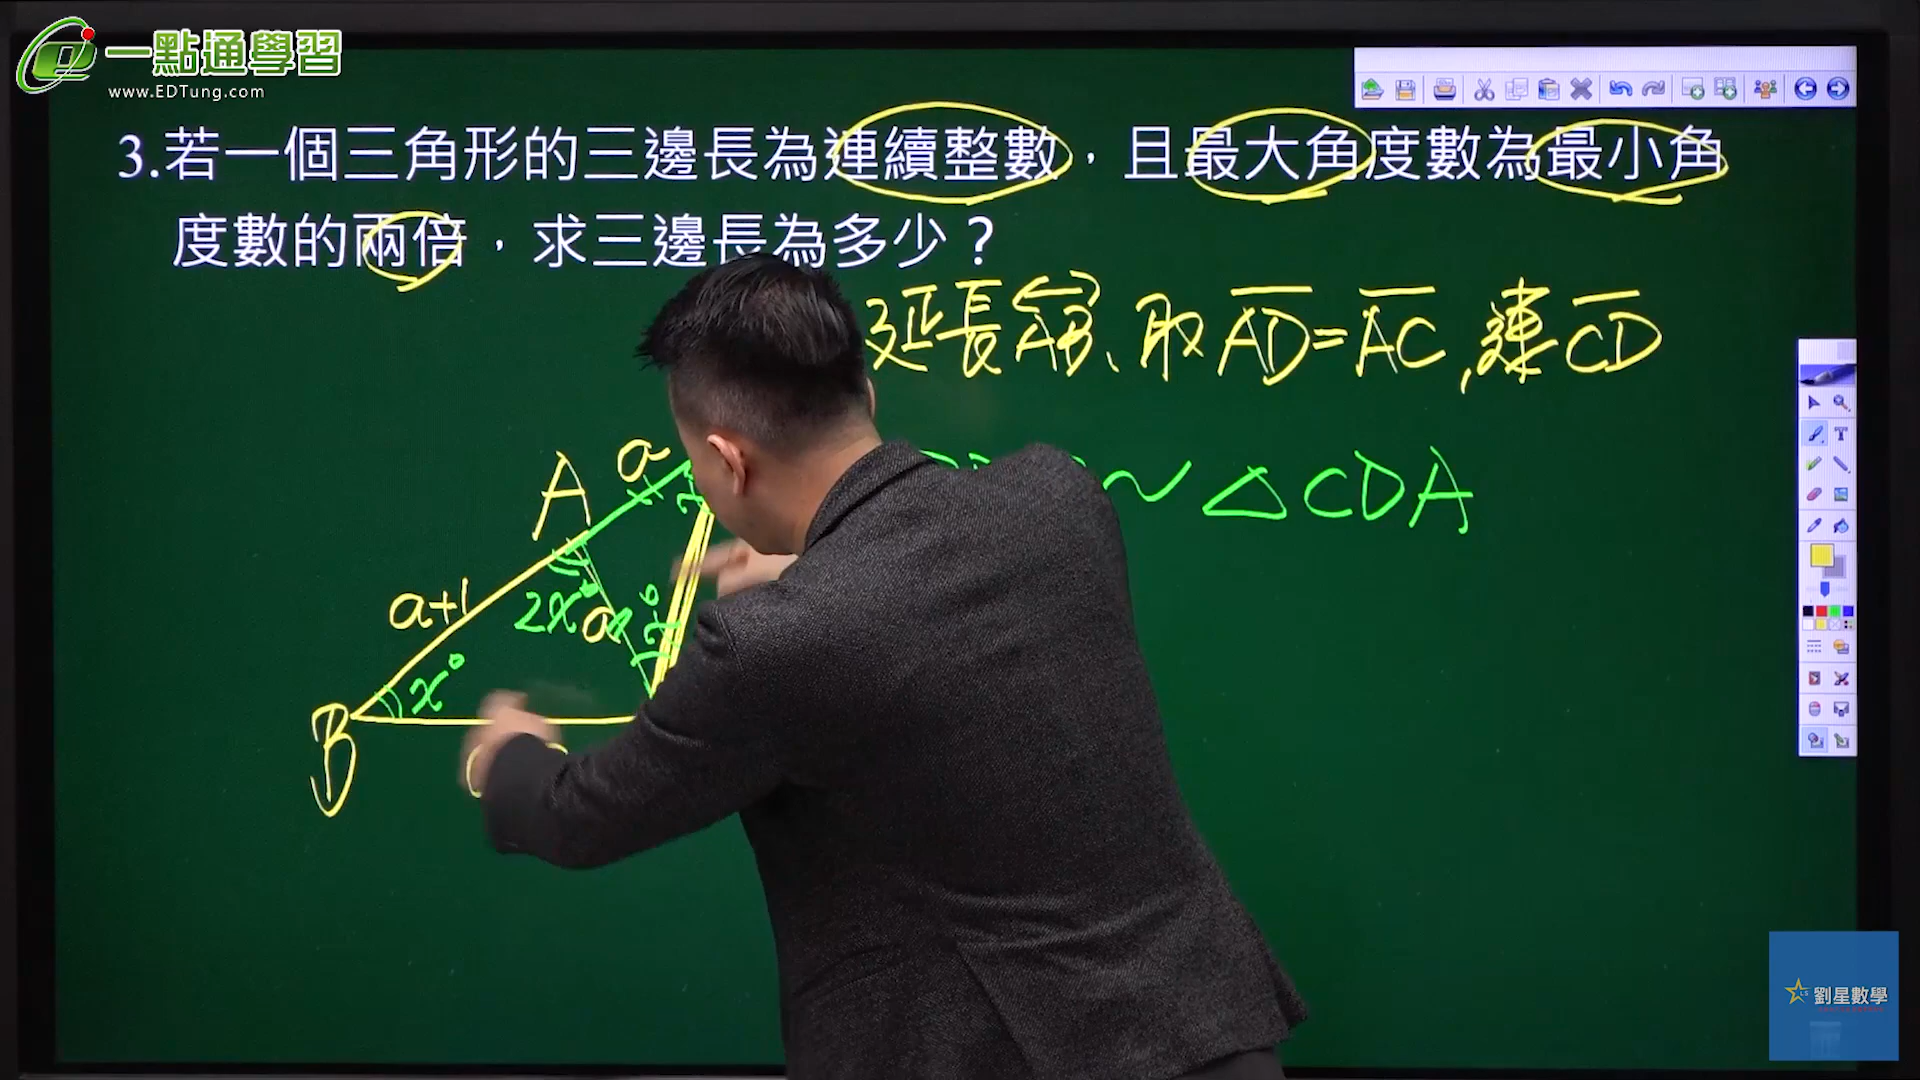 一點通學習
www.EDTung.com
3.若一個三角形的三邊長為連續整數，且最大角度數為最小角
度數的兩倍，求三邊長為多少？
延長AB、取AD=AC,連CD
~△CDA
A
a
a+1
2x°
a
x°
x°
B
劉星數學